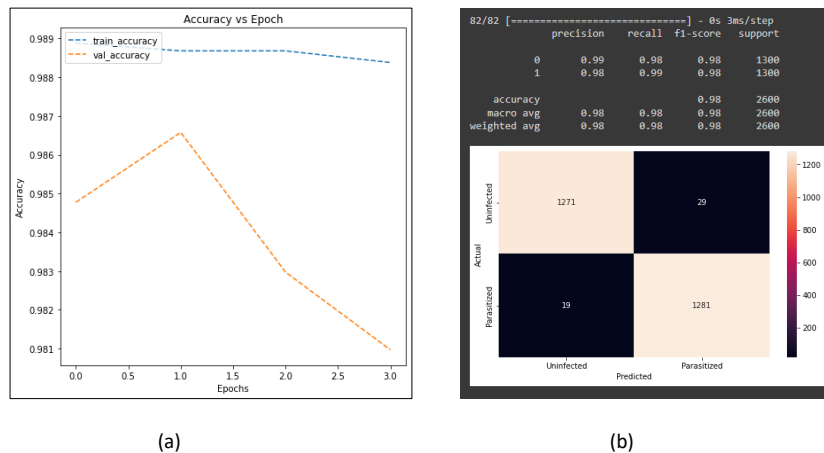 Accuracy vs Epoch
train_accuracy
val_accuracy
0.989
0.988
0.987
0.986
0.985
0.984
0.983
0.982
0.981
Accuracy
0.0 0.5 1.0 1.5 2.0 2.5 3.0
Epochs
(a)
82/82 [==============================] - 0s 3ms/step
precision recall f1-score support
0 0.99 0.98 0.98 1300
1 0.98 0.99 0.98 1300
accuracy 0.98 2600
macro avg 0.98 0.98 0.98 2600
weighted avg 0.98 0.98 0.98 2600
Uninfected
Parasitized
Actual
1271 29
19 1281
Uninfected Parasitized
Predicted
1200
1000
800
600
400
200
(b)